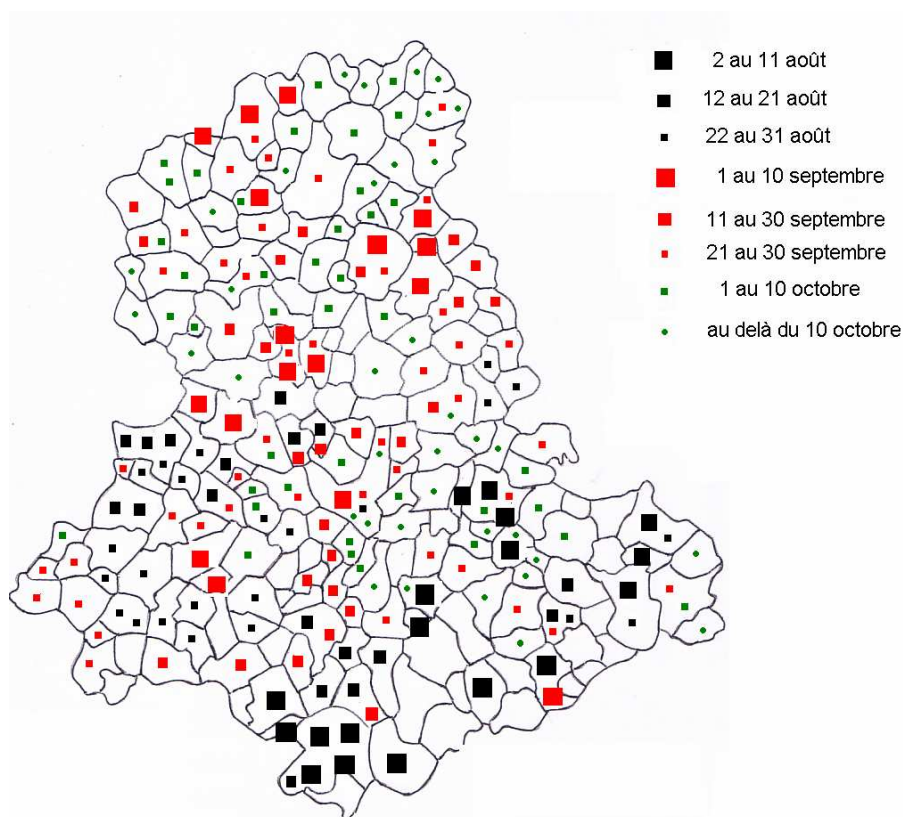 2 au 11 août
12 au 21 août
22 au 31 août
1 au 10 septembre
11 au 30 septembre
21 au 30 septembre
1 au 10 octobre
au delà du 10 octobre